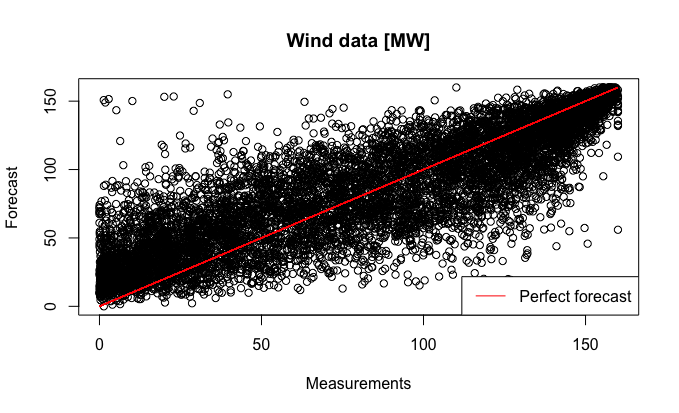 Wind data [MW]
Forecast
150
100
50
0
Perfect forecast
0 50 100 150
Measurements